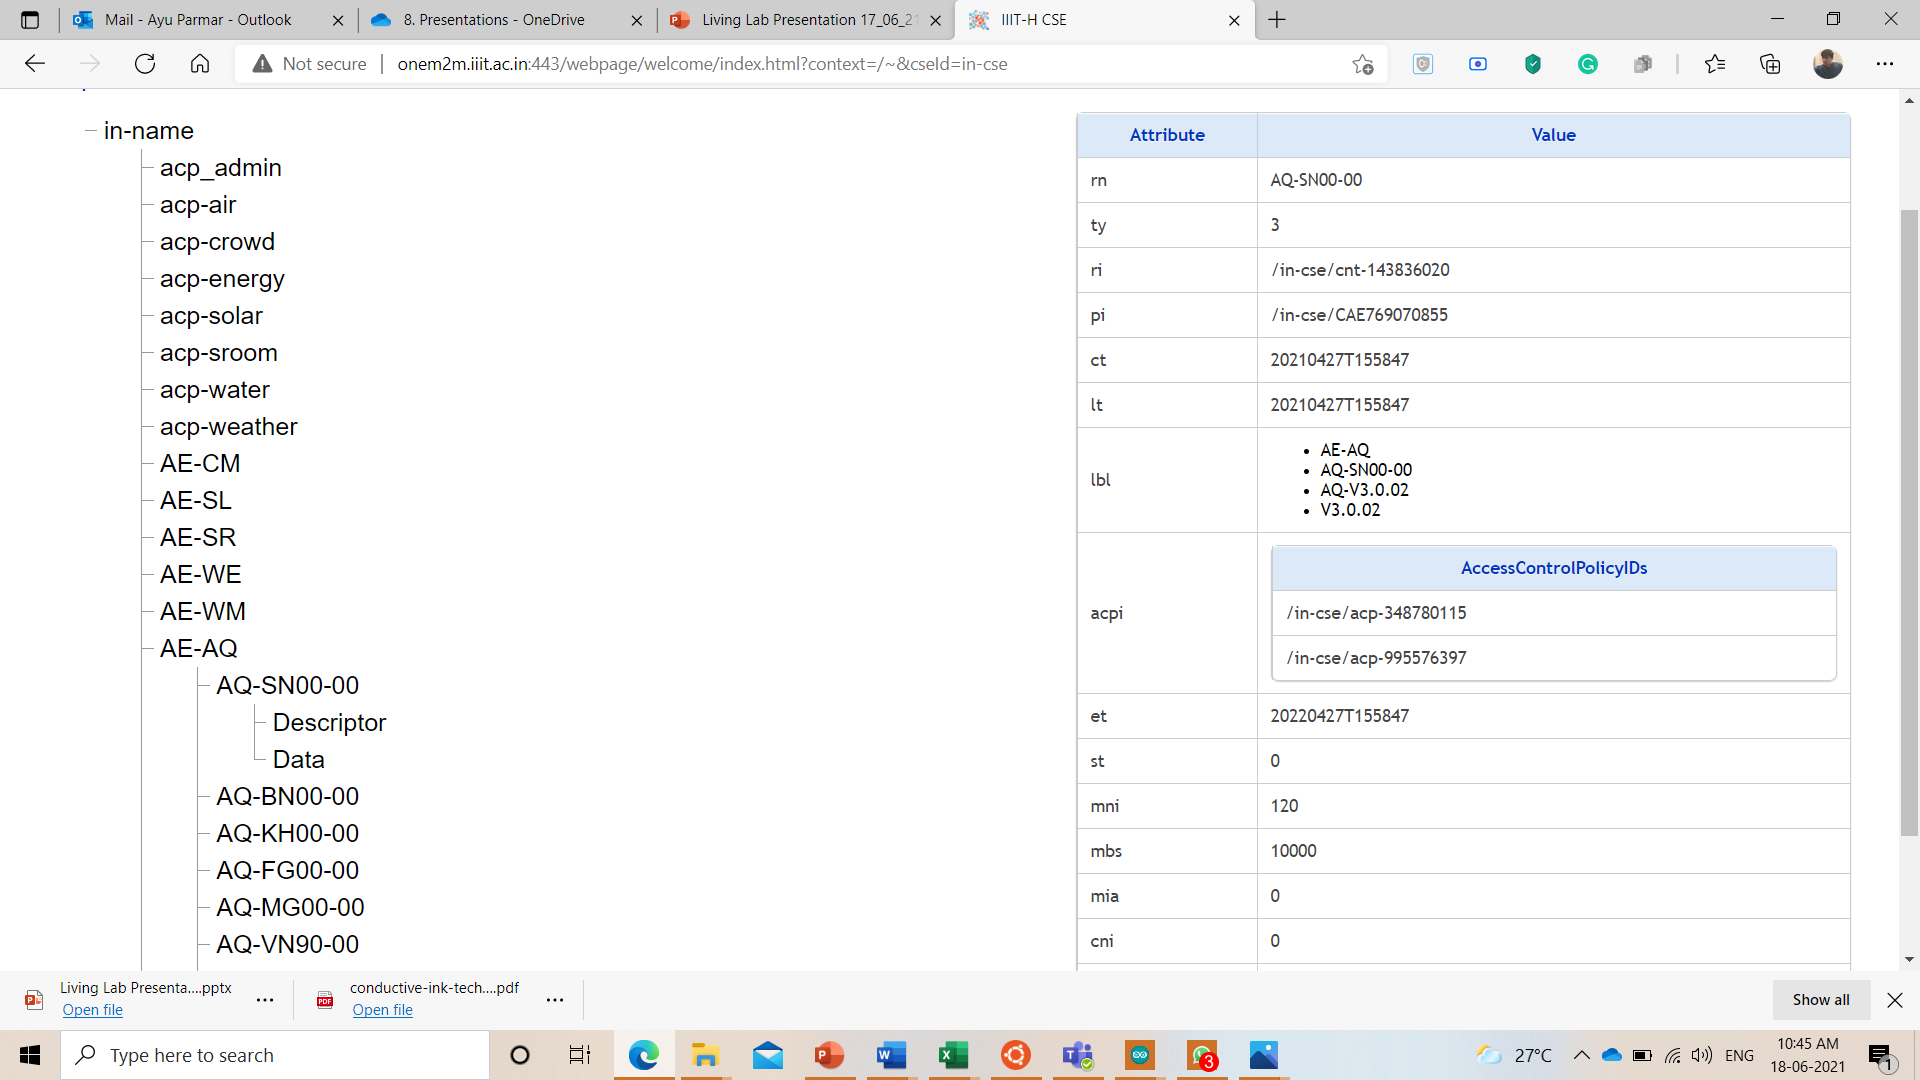 Mail - Ayu Parmar - Outlook
8. Presentations - OneDrive
Living Lab Presentation 17_06_21
IIIT-H CSE
Not secure
onem2m.iiit.ac.in:443/webpage/welcome/index.html?context=/~&cseId=in-cse
in-name
acp_admin
acp-air
acp-crowd
acp-energy
acp-solar
acp-sroom
acp-water
acp-weather
AE-CM
AE-SL
AE-SR
AE-WE
AE-WM
AE-AQ
AQ-SN00-00
Descriptor
Data
AQ-BN00-00
AQ-KH00-00
AQ-FG00-00
AQ-MG00-00
AQ-VN90-00
Attribute Value
rn AQ-SN00-00
ty 3
ri /in-cse/cnt-143836020
pi /in-cse/CAE769070855
ct 20210427T155847
lt 20210427T155847
lbl
AE-AQ
AQ-SN00-00
AQ-V3.0.02
V3.0.02
acpi
AccessControlPolicyIDs
/in-cse/acp-348780115
/in-cse/acp-995576397
et 20220427T155847
st 0
mni 120
mbs 10000
mia 0
cni 0
Living Lab Presenta....pptx
Open file
conductive-ink-tech....pdf
Open file
Show all
Type here to search
3
27°C
ENG
10:45 AM
18-06-2021
1